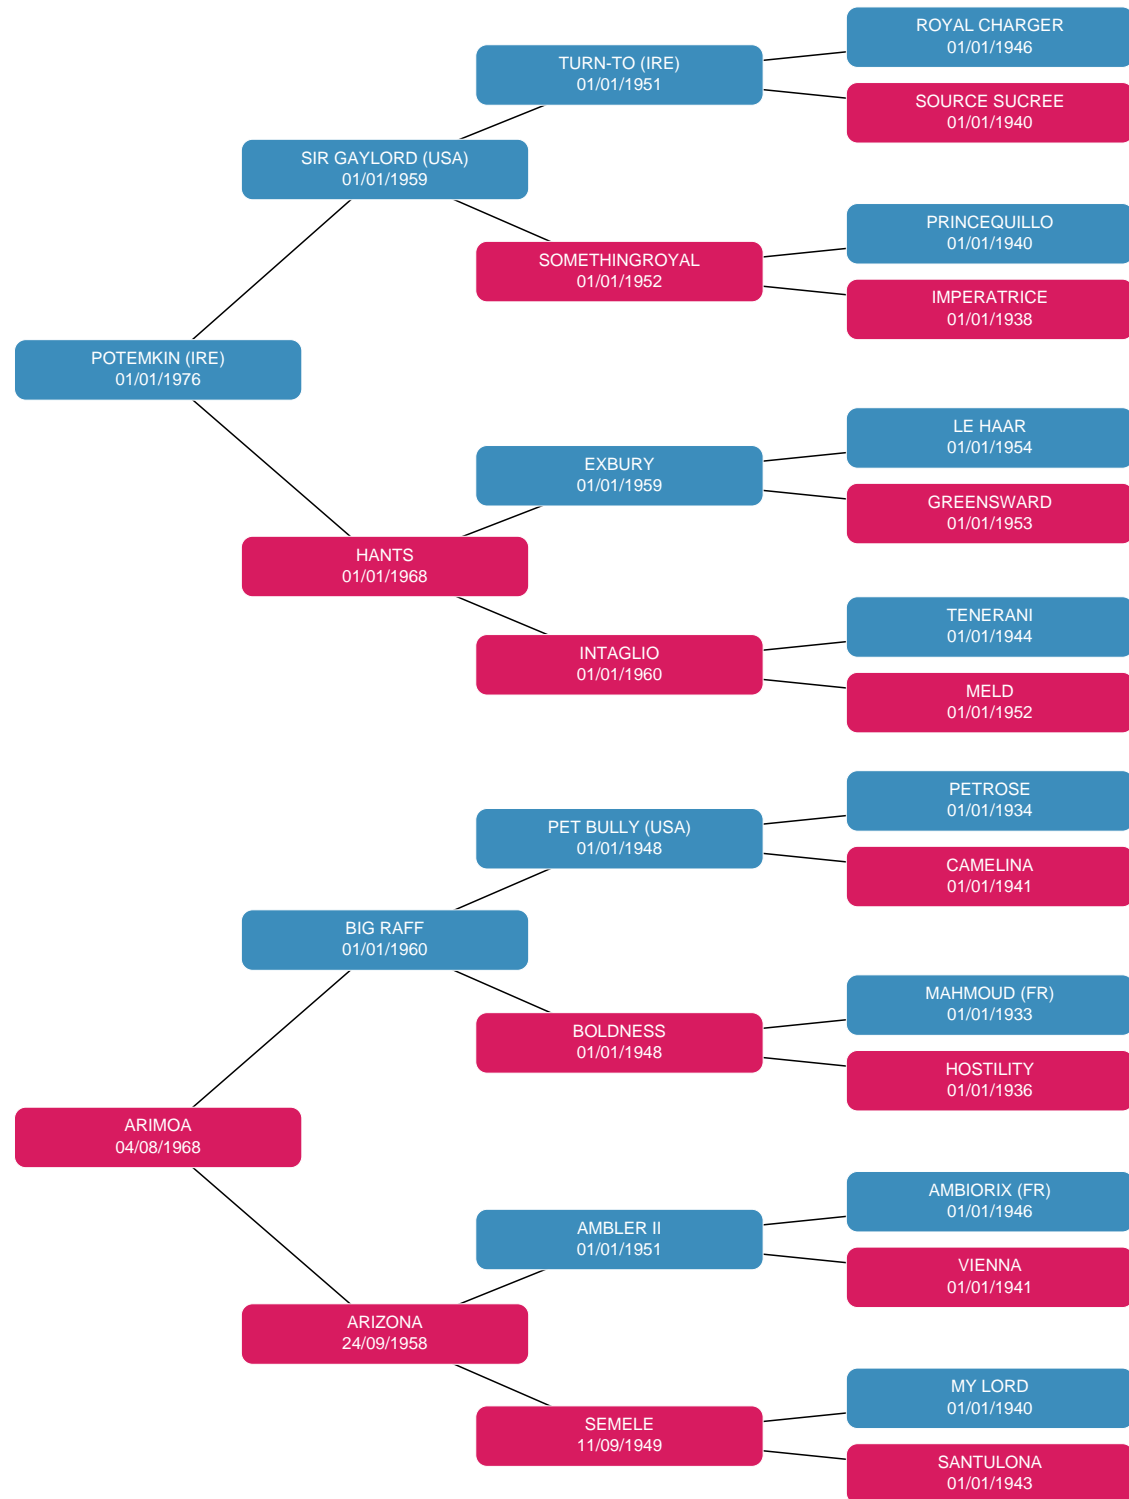 ROYAL CHARGER
01/01/1946
TURN-TO (IRE)
01/01/1951
SOURCE SUCREE
01/01/1940
SIR GAYLORD (USA)
01/01/1959
PRINCEQUILLO
01/01/1940
SOMETHINGROYAL
01/01/1952
IMPERATRICE
01/01/1938
POTEMKIN (IRE)
01/01/1976
LE HAAR
01/01/1954
EXBURY
01/01/1959
GREENSWARD
01/01/1953
HANTS
01/01/1968
TENERANI
01/01/1944
INTAGLIO
01/01/1960
MELD
01/01/1952
PETROSE
01/01/1934
PET BULLY (USA)
01/01/1948
CAMELINA
01/01/1941
BIG RAFF
01/01/1960
MAHMOUD (FR)
01/01/1933
BOLDNESS
01/01/1948
HOSTILITY
01/01/1936
ARIMOA
04/08/1968
AMBIORIX (FR)
01/01/1946
AMBLER II
01/01/1951
VIENNA
01/01/1941
ARIZONA
24/09/1958
MY LORD
01/01/1940
SEMELE
11/09/1949
SANTULONA
01/01/1943